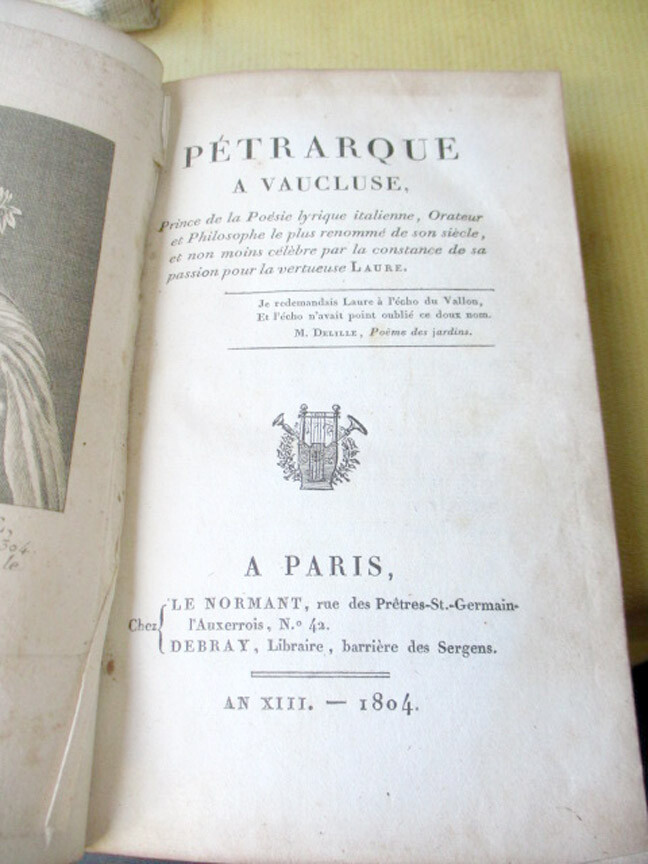 PÉTRARQUE
A VAUCLUSE,
Prince de la Poésie lyrique italienne, Orateur
et Philosophe le plus renommé de son siècle,
et non moins célèbre par la constance de sa
passion pour la vertueuse LAURE.
Je redemandais Laure à l'écho du Vallon,
Et l'écho n'avait point oublié ce doux nom.
M. DELILLE, Poëme des jardins.
A PARIS,
Chez
LE NORMANT, rue des Prêtres-St.-Germain-
l'Auxerrois, N.º 42.
DEBRAY, Libraire, barrière des Sergens.
AN XIII. — 1804.
304.
le